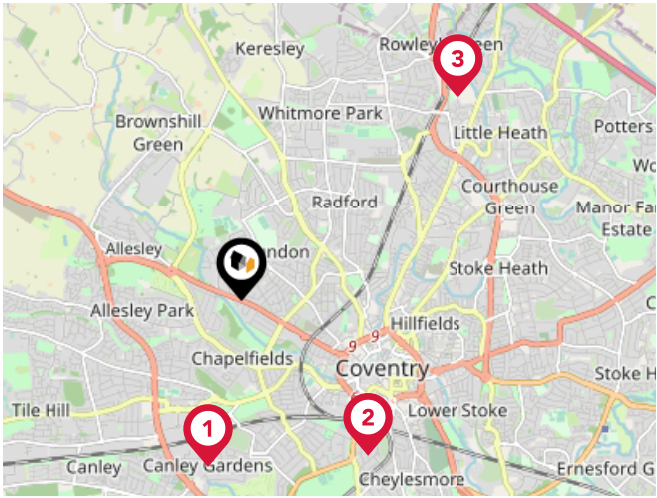 Keresley
Rowley
een
3
Brownshill
Green
Whitmore Park
Little Heath
Potters
Courthouse
Green
Radford
Manor Fa
Estate
Allesley
ndon
Stoke Heath
Allesley Park
Hillfields
9
9
Chapelfields
Coventry
Stoke H
Tile Hill
1
2
Lower Stoke
Canley
Canley Gardens
Cheylesmore
Ernesford G